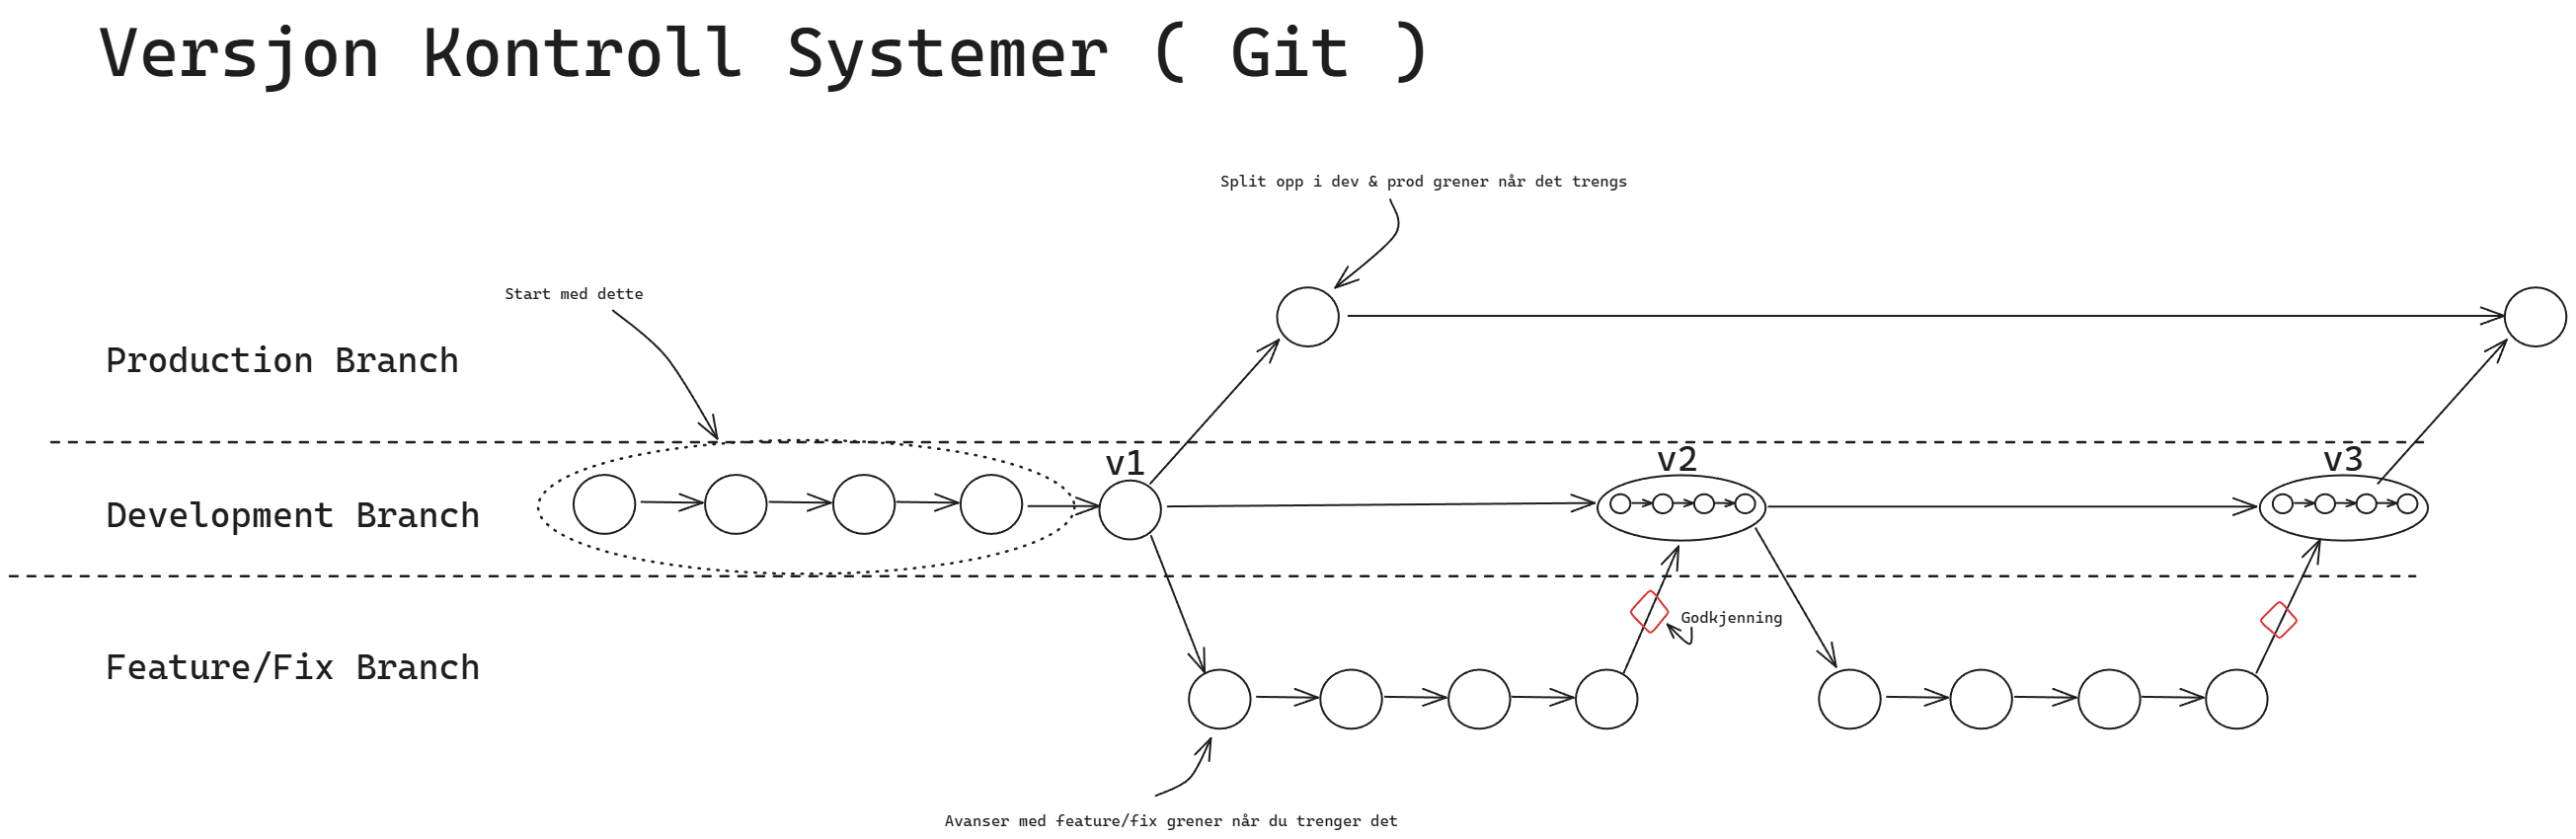 Versjon Kontroll Systemer ( Git )
Split opp i dev & prod grener når det trengs
Start med dette
Production Branch
v1
v2
v3
Development Branch
Godkjenning
Feature/Fix Branch
Avanser med feature/fix grener når du trenger det